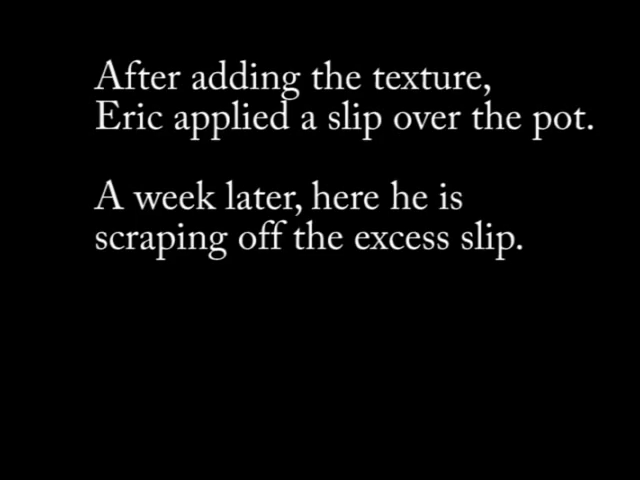 After adding the texture,
Eric applied a slip over the pot.
A week later, here he is
scraping off the excess slip.